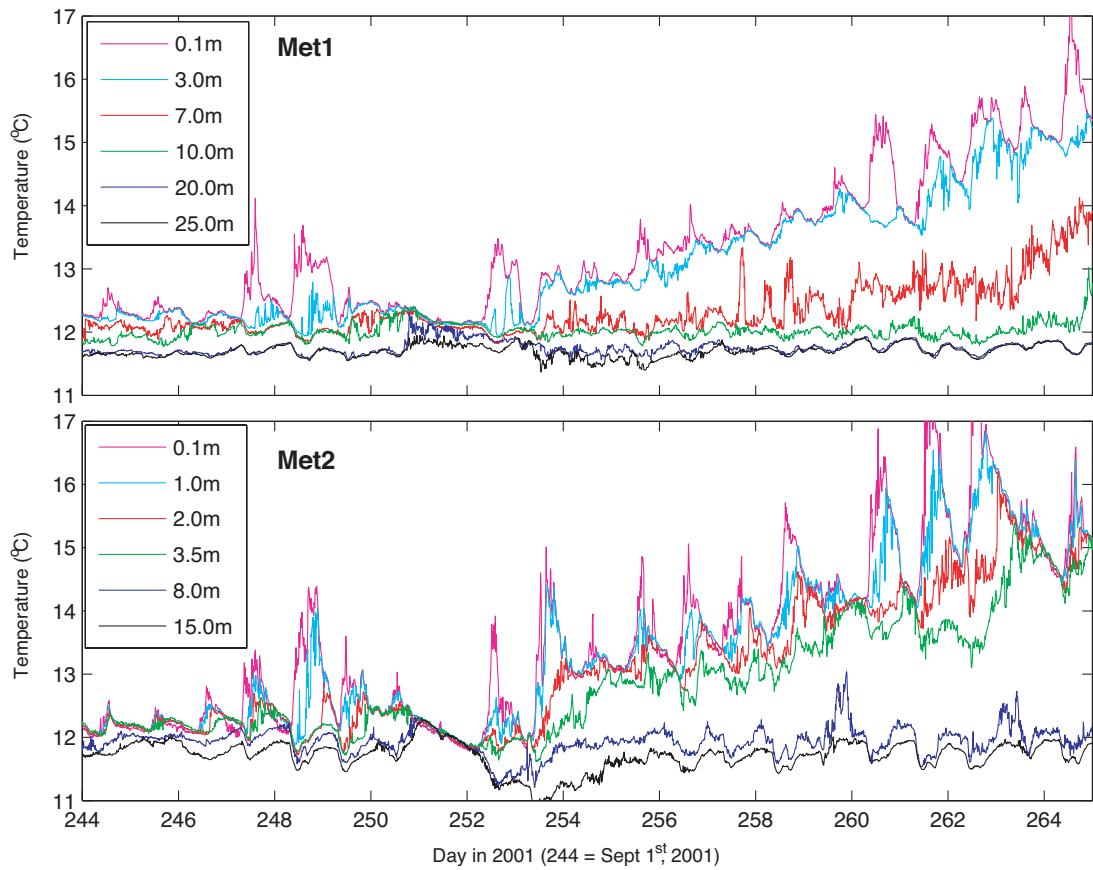 17
16
15
14
13
12
11
Temperature (ºC)
0.1m
3.0m
7.0m
10.0m
20.0m
25.0m
Met1
17
16
15
14
13
12
11
Temperature (ºC)
0.1m
1.0m
2.0m
3.5m
8.0m
15.0m
Met2
244 246 248 250 252 254 256 258 260 262 264
Day in 2001 (244 = Sept 1st, 2001)